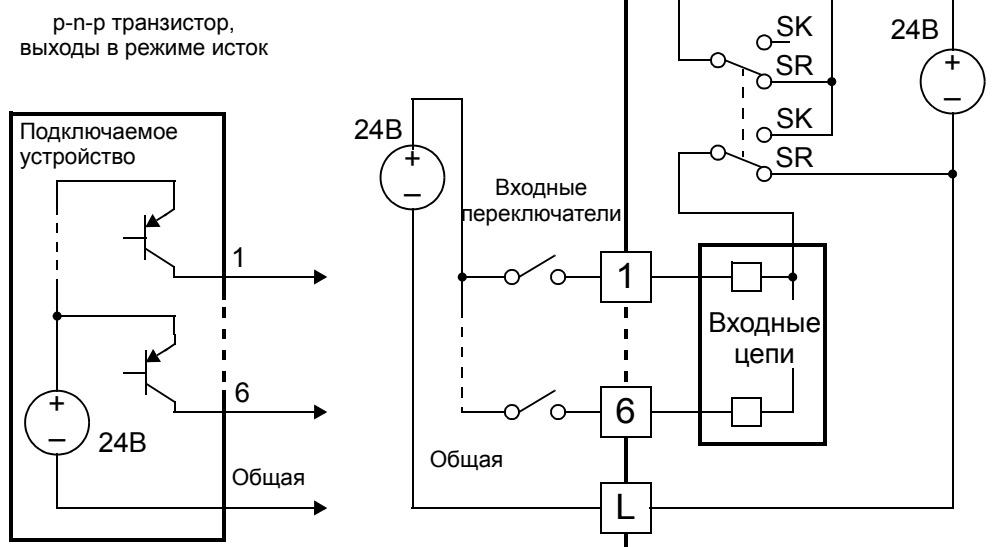 p-n-p транзистор,
выходы в режиме исток
Подключаемое
устройство
1
6
+
–
24В
Общая
24В
+
–
Входные
переключатели
Общая
1
6
L
SK
SR
SK
SR
24В
+
–
Входные
цепи